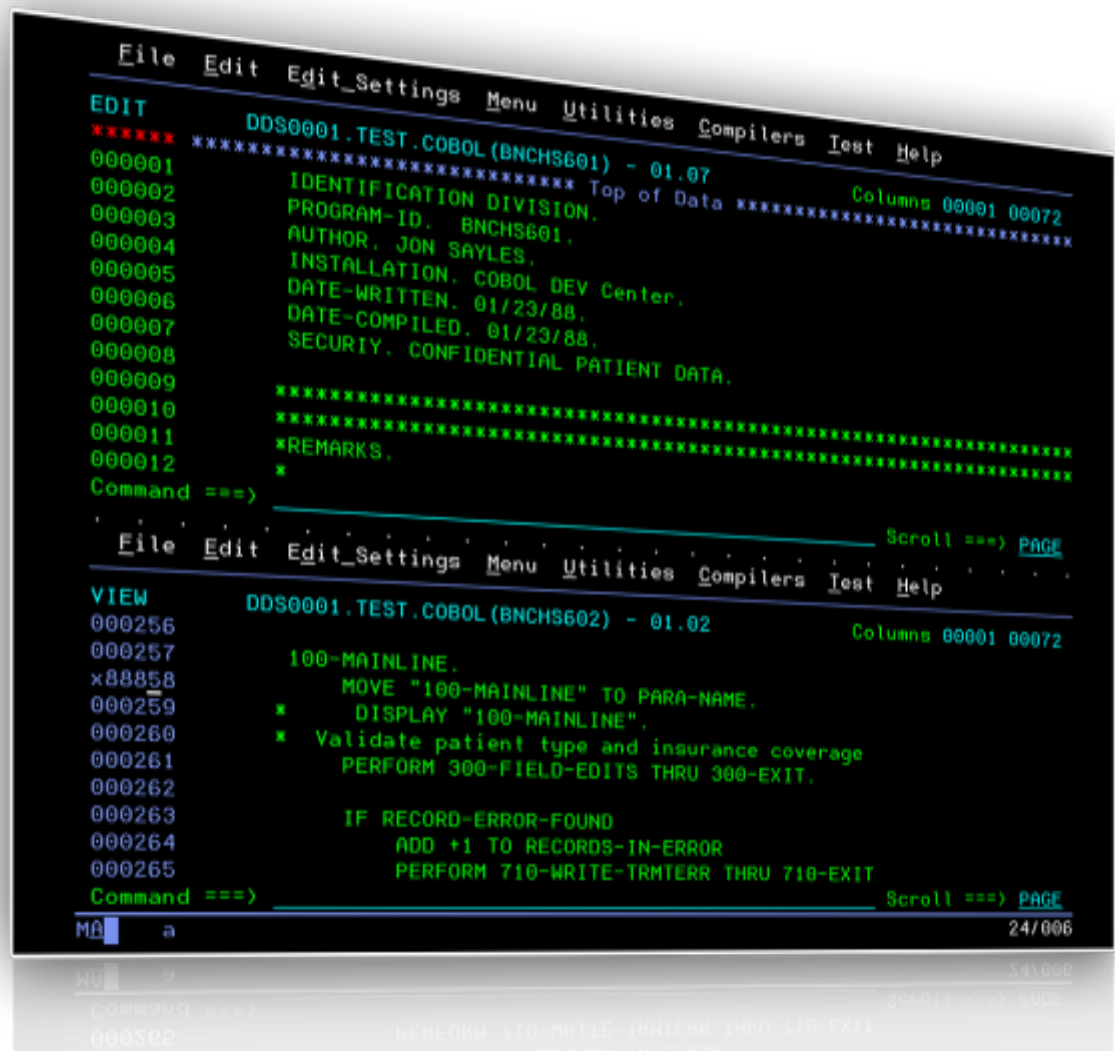 File Edit Edit_Settings Menu Utilities Compilers Test Help
EDIT DDS0001.TEST.COBOL(BNCHS601) - 01.07 Columns 00001 00072
****** ***************************** Top of Data ******************************
000001 IDENTIFICATION DIVISION.
000002 PROGRAM-ID. BNCHS601.
000003 AUTHOR. JON SAYLES.
000004 INSTALLATION. COBOL DEV Center.
000005 DATE-WRITTEN. 01/23/88.
000006 DATE-COMPILED. 01/23/88.
000007 SECURIY. CONFIDENTIAL PATIENT DATA.
000008
000009 ******************************************************************
000010 ******************************************************************
000011 *REMARKS.
000012 *
Command ===> Scroll ===> PAGE
File Edit Edit_Settings Menu Utilities Compilers Test Help
VIEW DDS0001.TEST.COBOL(BNCHS602) - 01.02 Columns 00001 00072
000256
000257 100-MAINLINE.
x88858 MOVE "100-MAINLINE" TO PARA-NAME.
000259 * DISPLAY "100-MAINLINE".
000260 * Validate patient type and insurance coverage
000261 PERFORM 300-FIELD-EDITS THRU 300-EXIT.
000262
000263 IF RECORD-ERROR-FOUND
000264 ADD +1 TO RECORDS-IN-ERROR
000265 PERFORM 710-WRITE-TRMTERR THRU 710-EXIT
Command ===> Scroll ===> PAGE
MA a 24/006